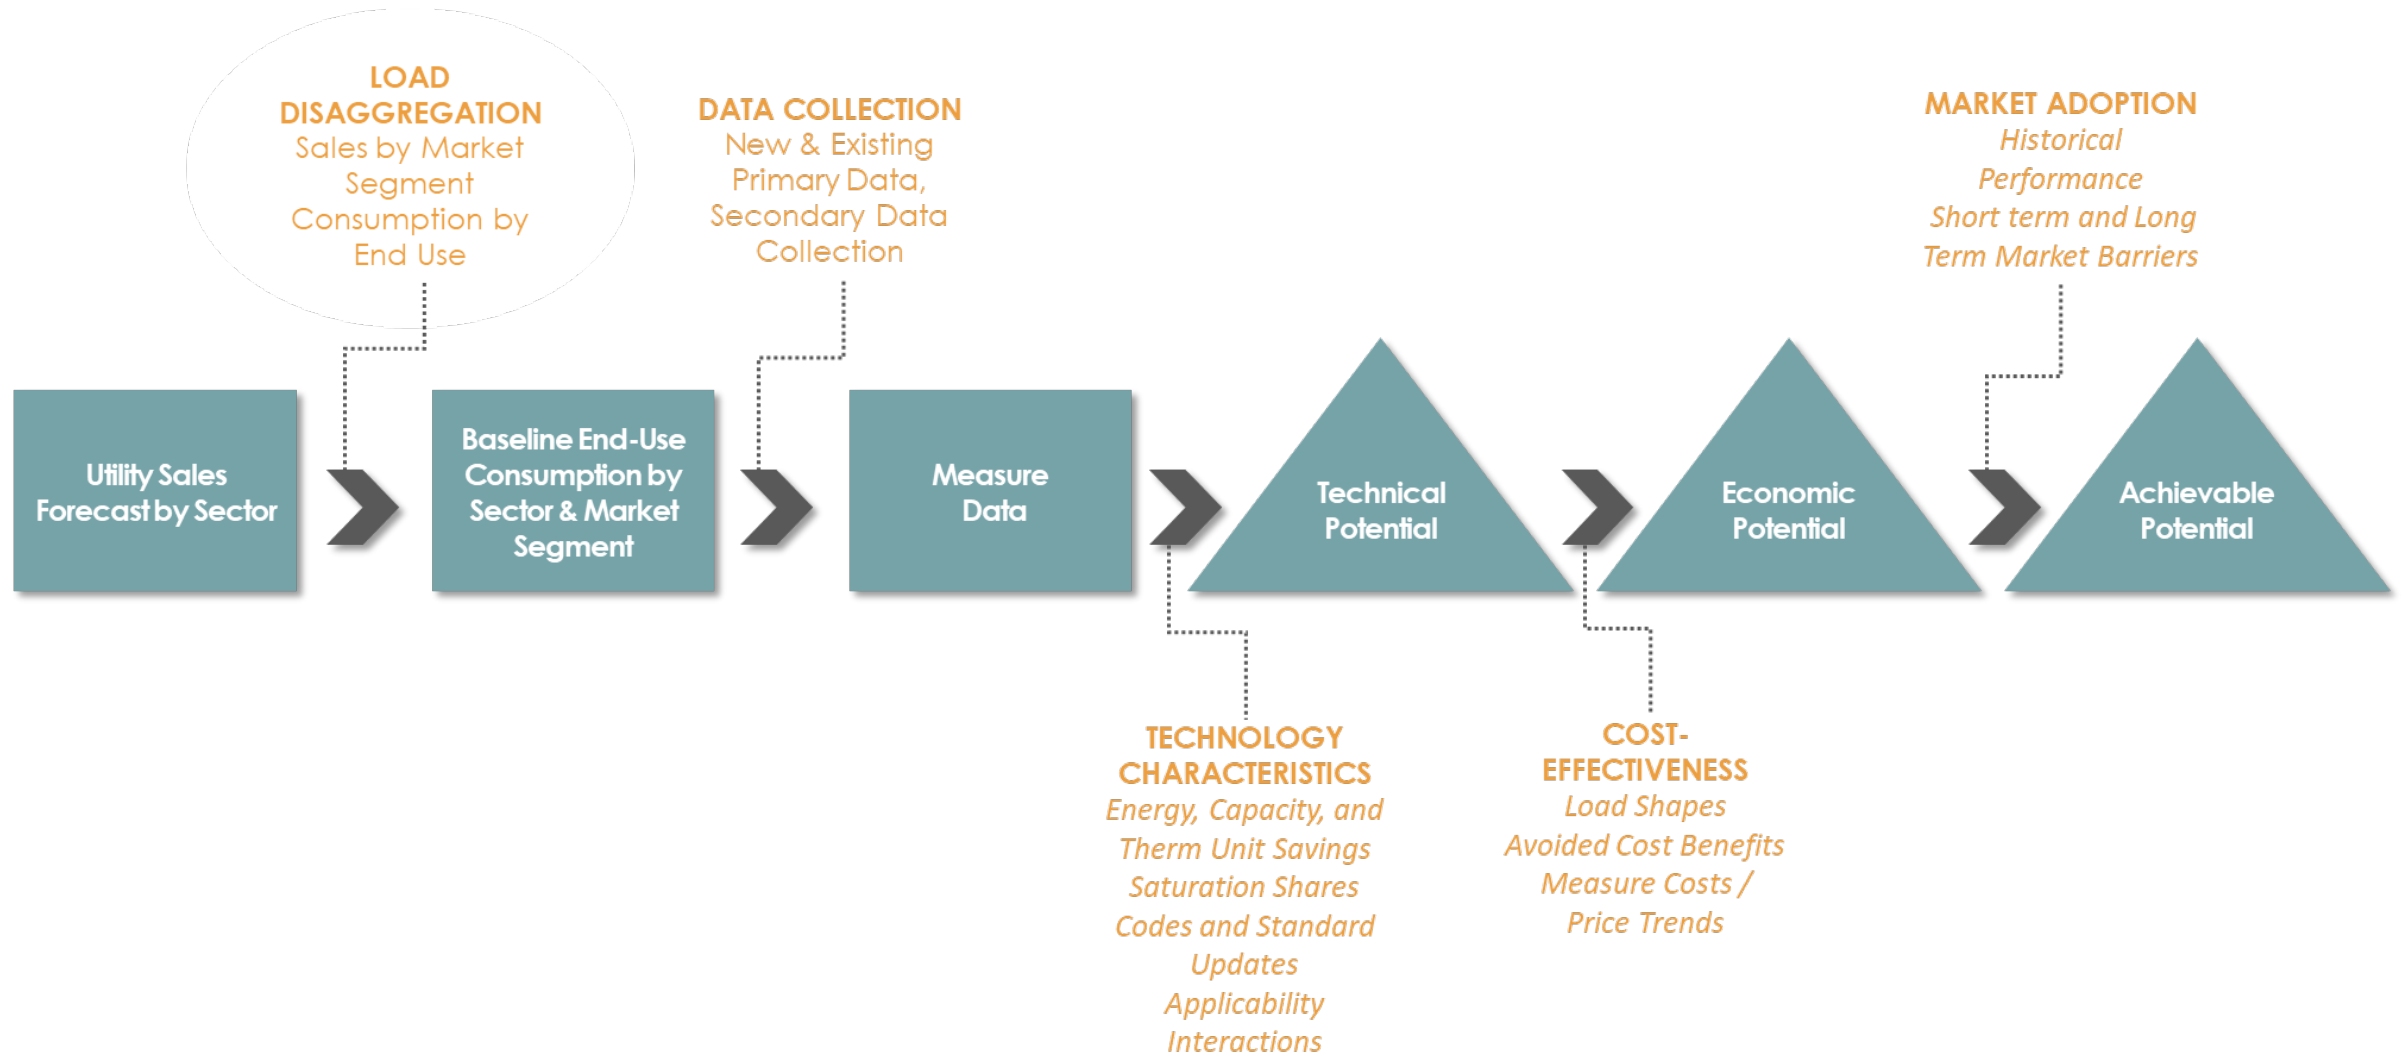 LOAD
DISAGGREGATION
Sales by Market
Segment
Consumption by
End Use
DATA COLLECTION
New & Existing
Primary Data,
Secondary Data
Collection
MARKET ADOPTION
Historical
Performance
Short term and Long
Term Market Barriers
Utility Sales
Forecast by Sector
Baseline End-Use
Consumption by
Sector & Market
Segment
Measure
Data
Technical
Potential
Economic
Potential
Achievable
Potential
TECHNOLOGY
CHARACTERISTICS
Energy, Capacity, and
Therm Unit Savings
Saturation Shares
Codes and Standard
Updates
Applicability
Interactions
COST-
EFFECTIVENESS
Load Shapes
Avoided Cost Benefits
Measure Costs /
Price Trends